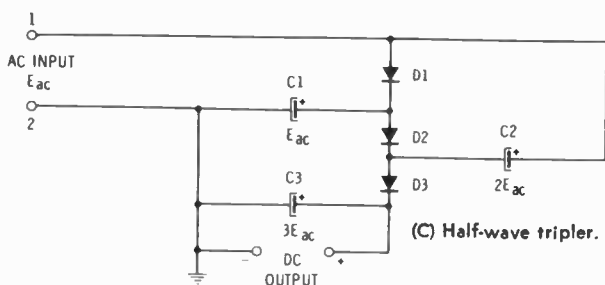 1
AC INPUT
Eac
2
C1
+
Eac
D1
D2
C2
+
2Eac
D3
C3
+
3Eac
(C) Half-wave tripler.
- DC +
OUTPUT